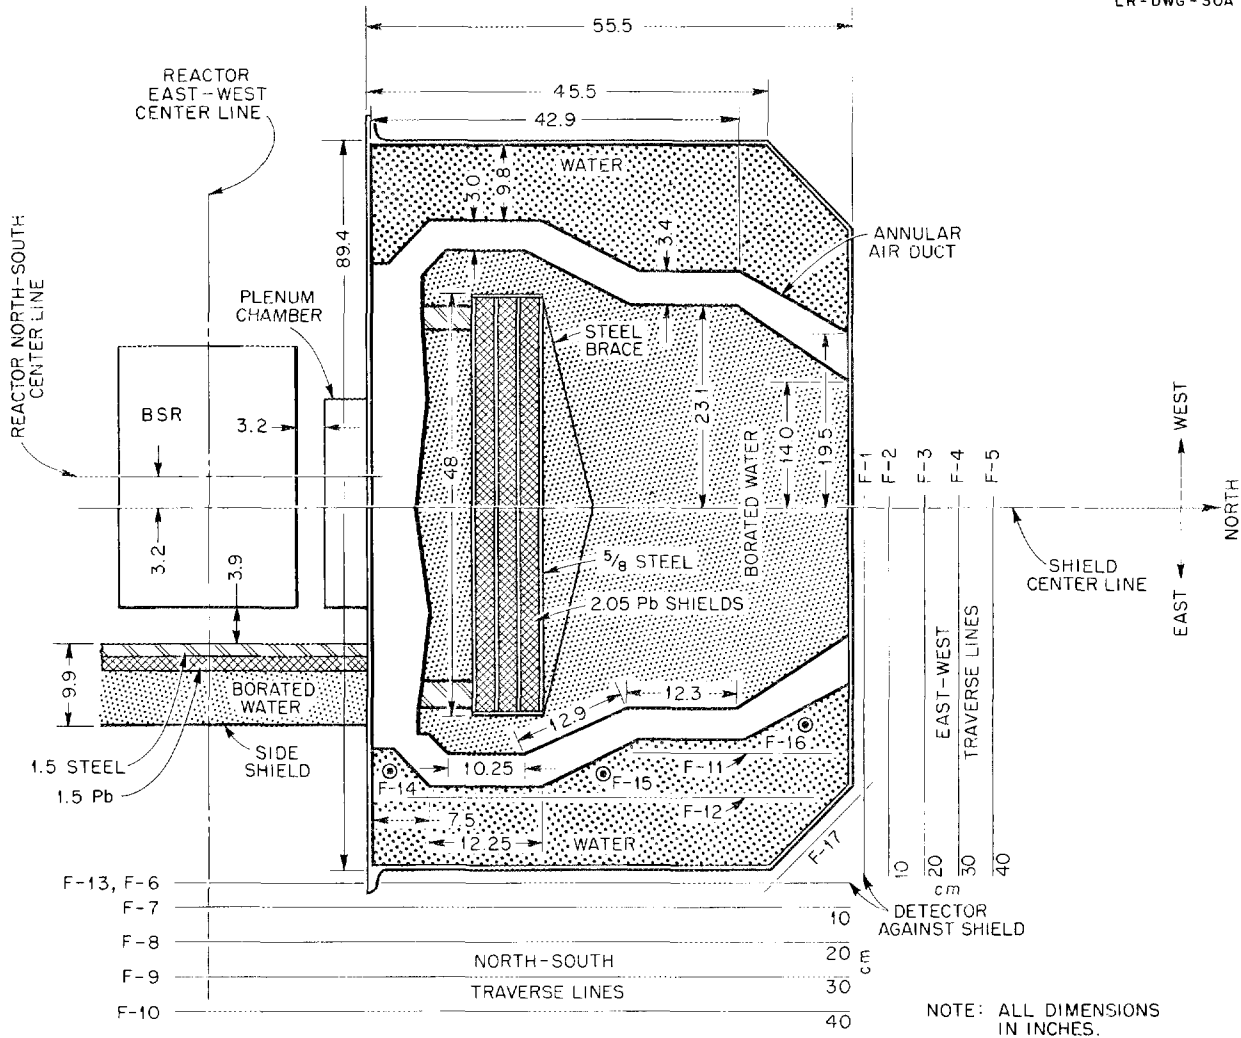 LR-DWG-30A
55.5
REACTOR
EAST-WEST
CENTER LINE
45.5
42.9
WATER
3.0
9.8
3.4
ANNULAR
AIR DUCT
89.4
REACTOR NORTH-SOUTH
CENTER LINE
PLENUM
CHAMBER
STEEL
BRACE
BSR
3.2
48
23.1
BORATED WATER
14.0
19.5
F-1
F-2
F-3
F-4
F-5
WEST
NORTH
EAST
3.2
3.9
5/8 STEEL
2.05 Pb SHIELDS
SHIELD
CENTER LINE
EAST-WEST
TRAVERSE LINES
9.9
BORATED
WATER
12.3
12.9
SIDE
SHIELD
1.5 STEEL
1.5 Pb
F-16
F-11
10.25
F-15
F-14
F-12
7.5
12.25
WATER
F-17
10
20
30
40
cm
F-13, F-6
F-7
10
DETECTOR
AGAINST SHIELD
F-8
20
cm
NORTH-SOUTH
F-9
30
TRAVERSE LINES
F-10
40
NOTE: ALL DIMENSIONS
IN INCHES.